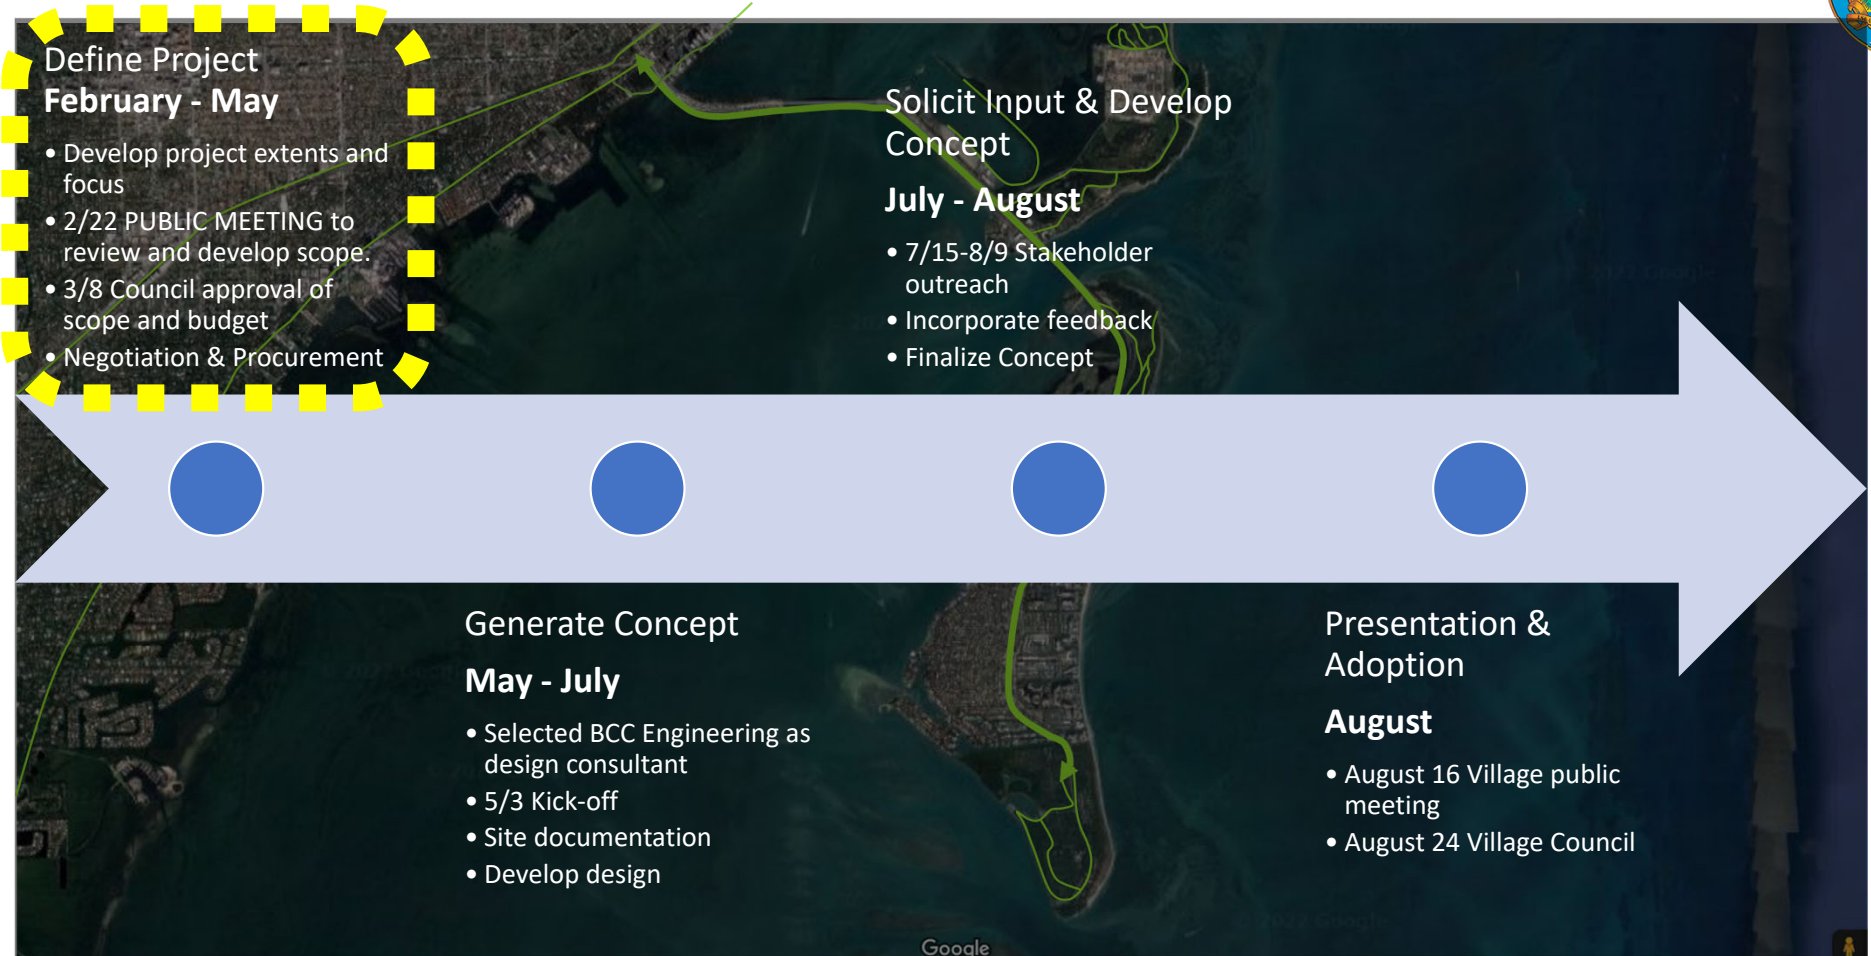 Define Project
February - May
• Develop project extents and
focus
• 2/22 PUBLIC MEETING to
review and develop scope.
• 3/8 Council approval of
scope and budget
• Negotiation & Procurement
Solicit Input & Develop
Concept
July - August
• 7/15-8/9 Stakeholder
outreach
• Incorporate feedback
• Finalize Concept
Generate Concept
May - July
• Selected BCC Engineering as
design consultant
• 5/3 Kick-off
• Site documentation
• Develop design
Presentation &
Adoption
August
• August 16 Village public
meeting
• August 24 Village Council
Google